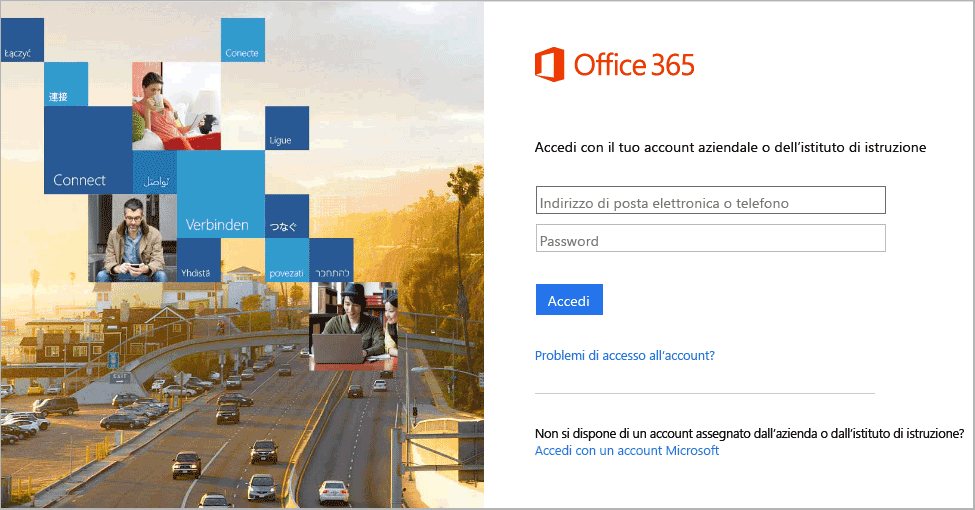 Łączyć
Conecte
連接
Ligue
Connect
تواصل
Verbinden
つなぐ
Yhdistä
povezati
להתחבר
Office 365
Accedi con il tuo account aziendale o dell'istituto di istruzione
Indirizzo di posta elettronica o telefono
Password
Accedi
Problemi di accesso all'account?
Non si dispone di un account assegnato dall'azienda o dall'istituto di istruzione?
Accedi con un account Microsoft